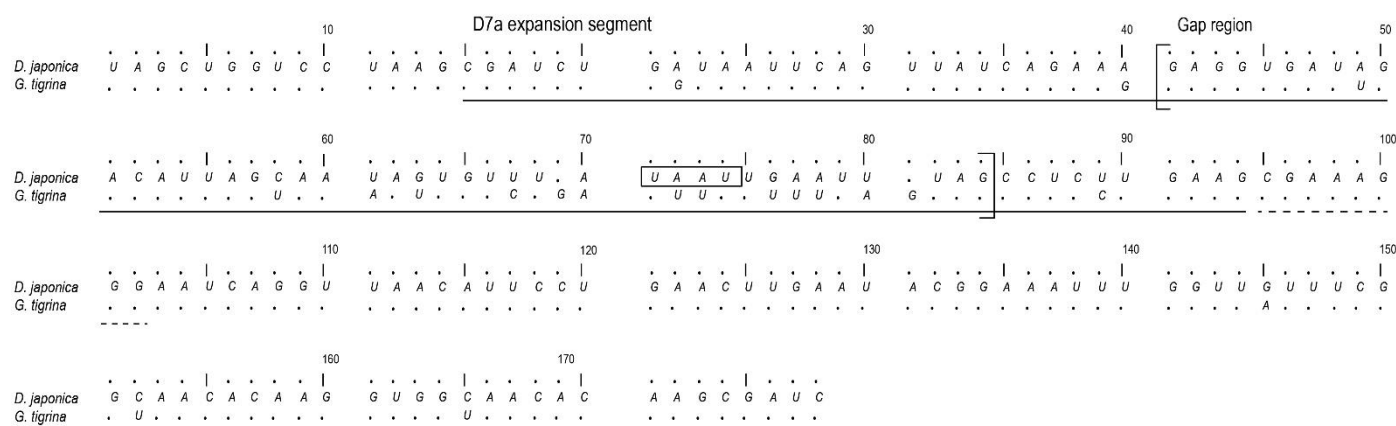 D7a expansion segment Gap region
10 30 40 50
D. japonica U A G C U G G U C C U A A G C G A U C U G A U A A U U C A G U U A U C A G A A A G A G G U G A U A G
G. tigrina . . . . . . . . . . . . . . . . . . . . . G . . . . . . . . . . . . . . . . . G . . . . . . . . U .
60 70 80 90 100
D. japonica A C A U U A G C A A U A G U G U U U . A U A A U U G A A U U . U A G C C U C U U G A A G C G A A A G
G. tigrina . . . . . . . U . . A . U . . . C . G A . U U . . U U U . A G . . . . . . . C . . . . . . . . . . .
110 120 130 140 150
D. japonica G G A A U C A G G U U A A C A U U C C U G A A C U U G A A U A C G G A A A U U U G G U U G U U U C G
G. tigrina . . . . . . . . . . . . . . . . . . . . . . . . . . . . . . . . . . . . . . . . . . . . A . . . . .
160 170
D. japonica G C A A C A C A A G G U G G C A A C A C A A G C G A U C
G. tigrina . U . . . . . . . . . . . . U . . . . . . . . . . . . .